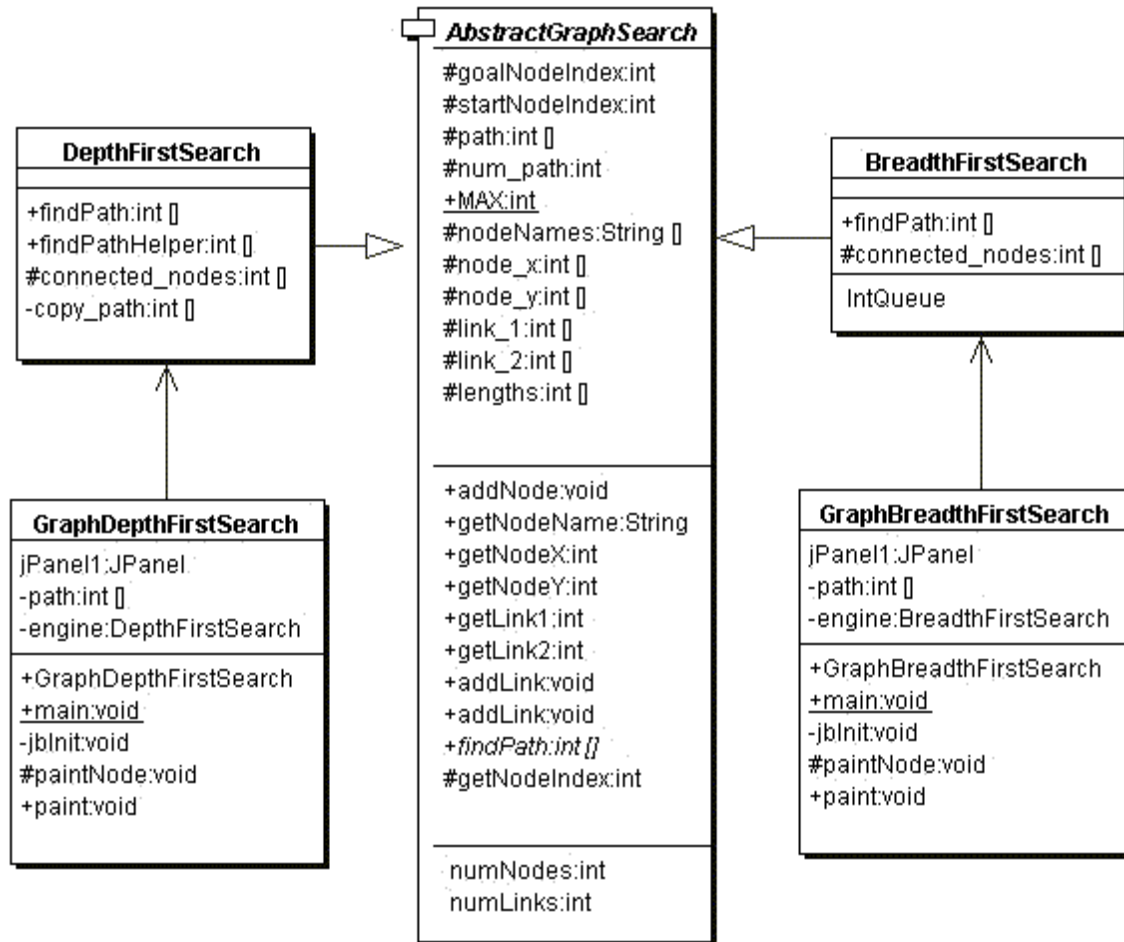 AbstractGraphSearch
#goalNodeIndex:int
#startNodeIndex:int
#path:int []
#num_path:int
+MAX:int
#nodeNames:String []
#node_x:int []
#node_y:int []
#link_1:int []
#link_2:int []
#lengths:int []
+addNode:void
+getNodeName:String
+getNodeX:int
+getNodeY:int
+getLink1:int
+getLink2:int
+addLink:void
+addLink:void
+findPath:int []
#getNodeIndex:int
numNodes:int
numLinks:int
DepthFirstSearch
+findPath:int []
+findPathHelper:int []
#connected_nodes:int []
-copy_path:int []
BreadthFirstSearch
+findPath:int []
#connected_nodes:int []
IntQueue
GraphDepthFirstSearch
jPanel1:JPanel
-path:int []
-engine:DepthFirstSearch
+GraphDepthFirstSearch
+main:void
-jbInit:void
#paintNode:void
+paint:void
GraphBreadthFirstSearch
jPanel1:JPanel
-path:int []
-engine:BreadthFirstSearch
+GraphBreadthFirstSearch
+main:void
-jbInit:void
#paintNode:void
+paint:void